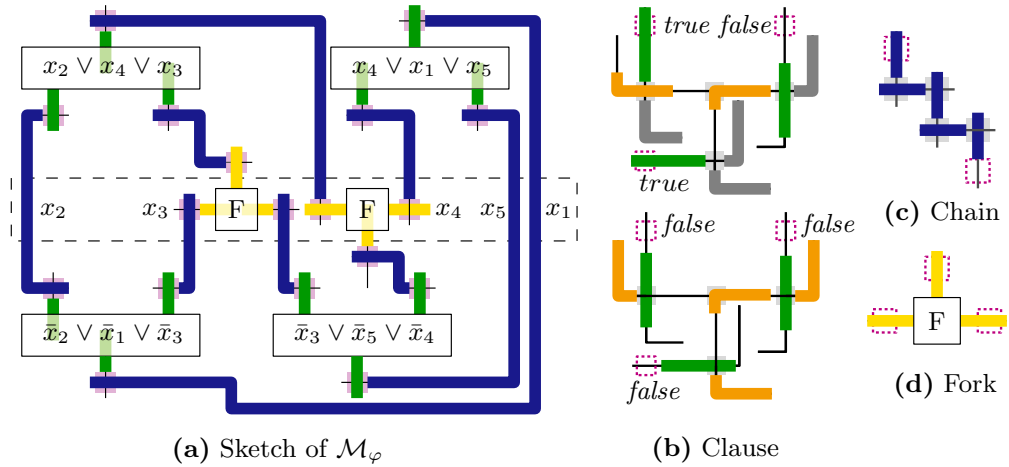 x₂ ∨ x₄ ∨ x₃
x₄ ∨ x₁ ∨ x₅
true false
true
x₂
x₃
F
F
x₄
x₅
x₁
(c) Chain
false
false
x̄₂ ∨ x̄₁ ∨ x̄₃
x̄₃ ∨ x̄₅ ∨ x̄₄
F
false
(d) Fork
(a) Sketch of ℳ_φ
(b) Clause